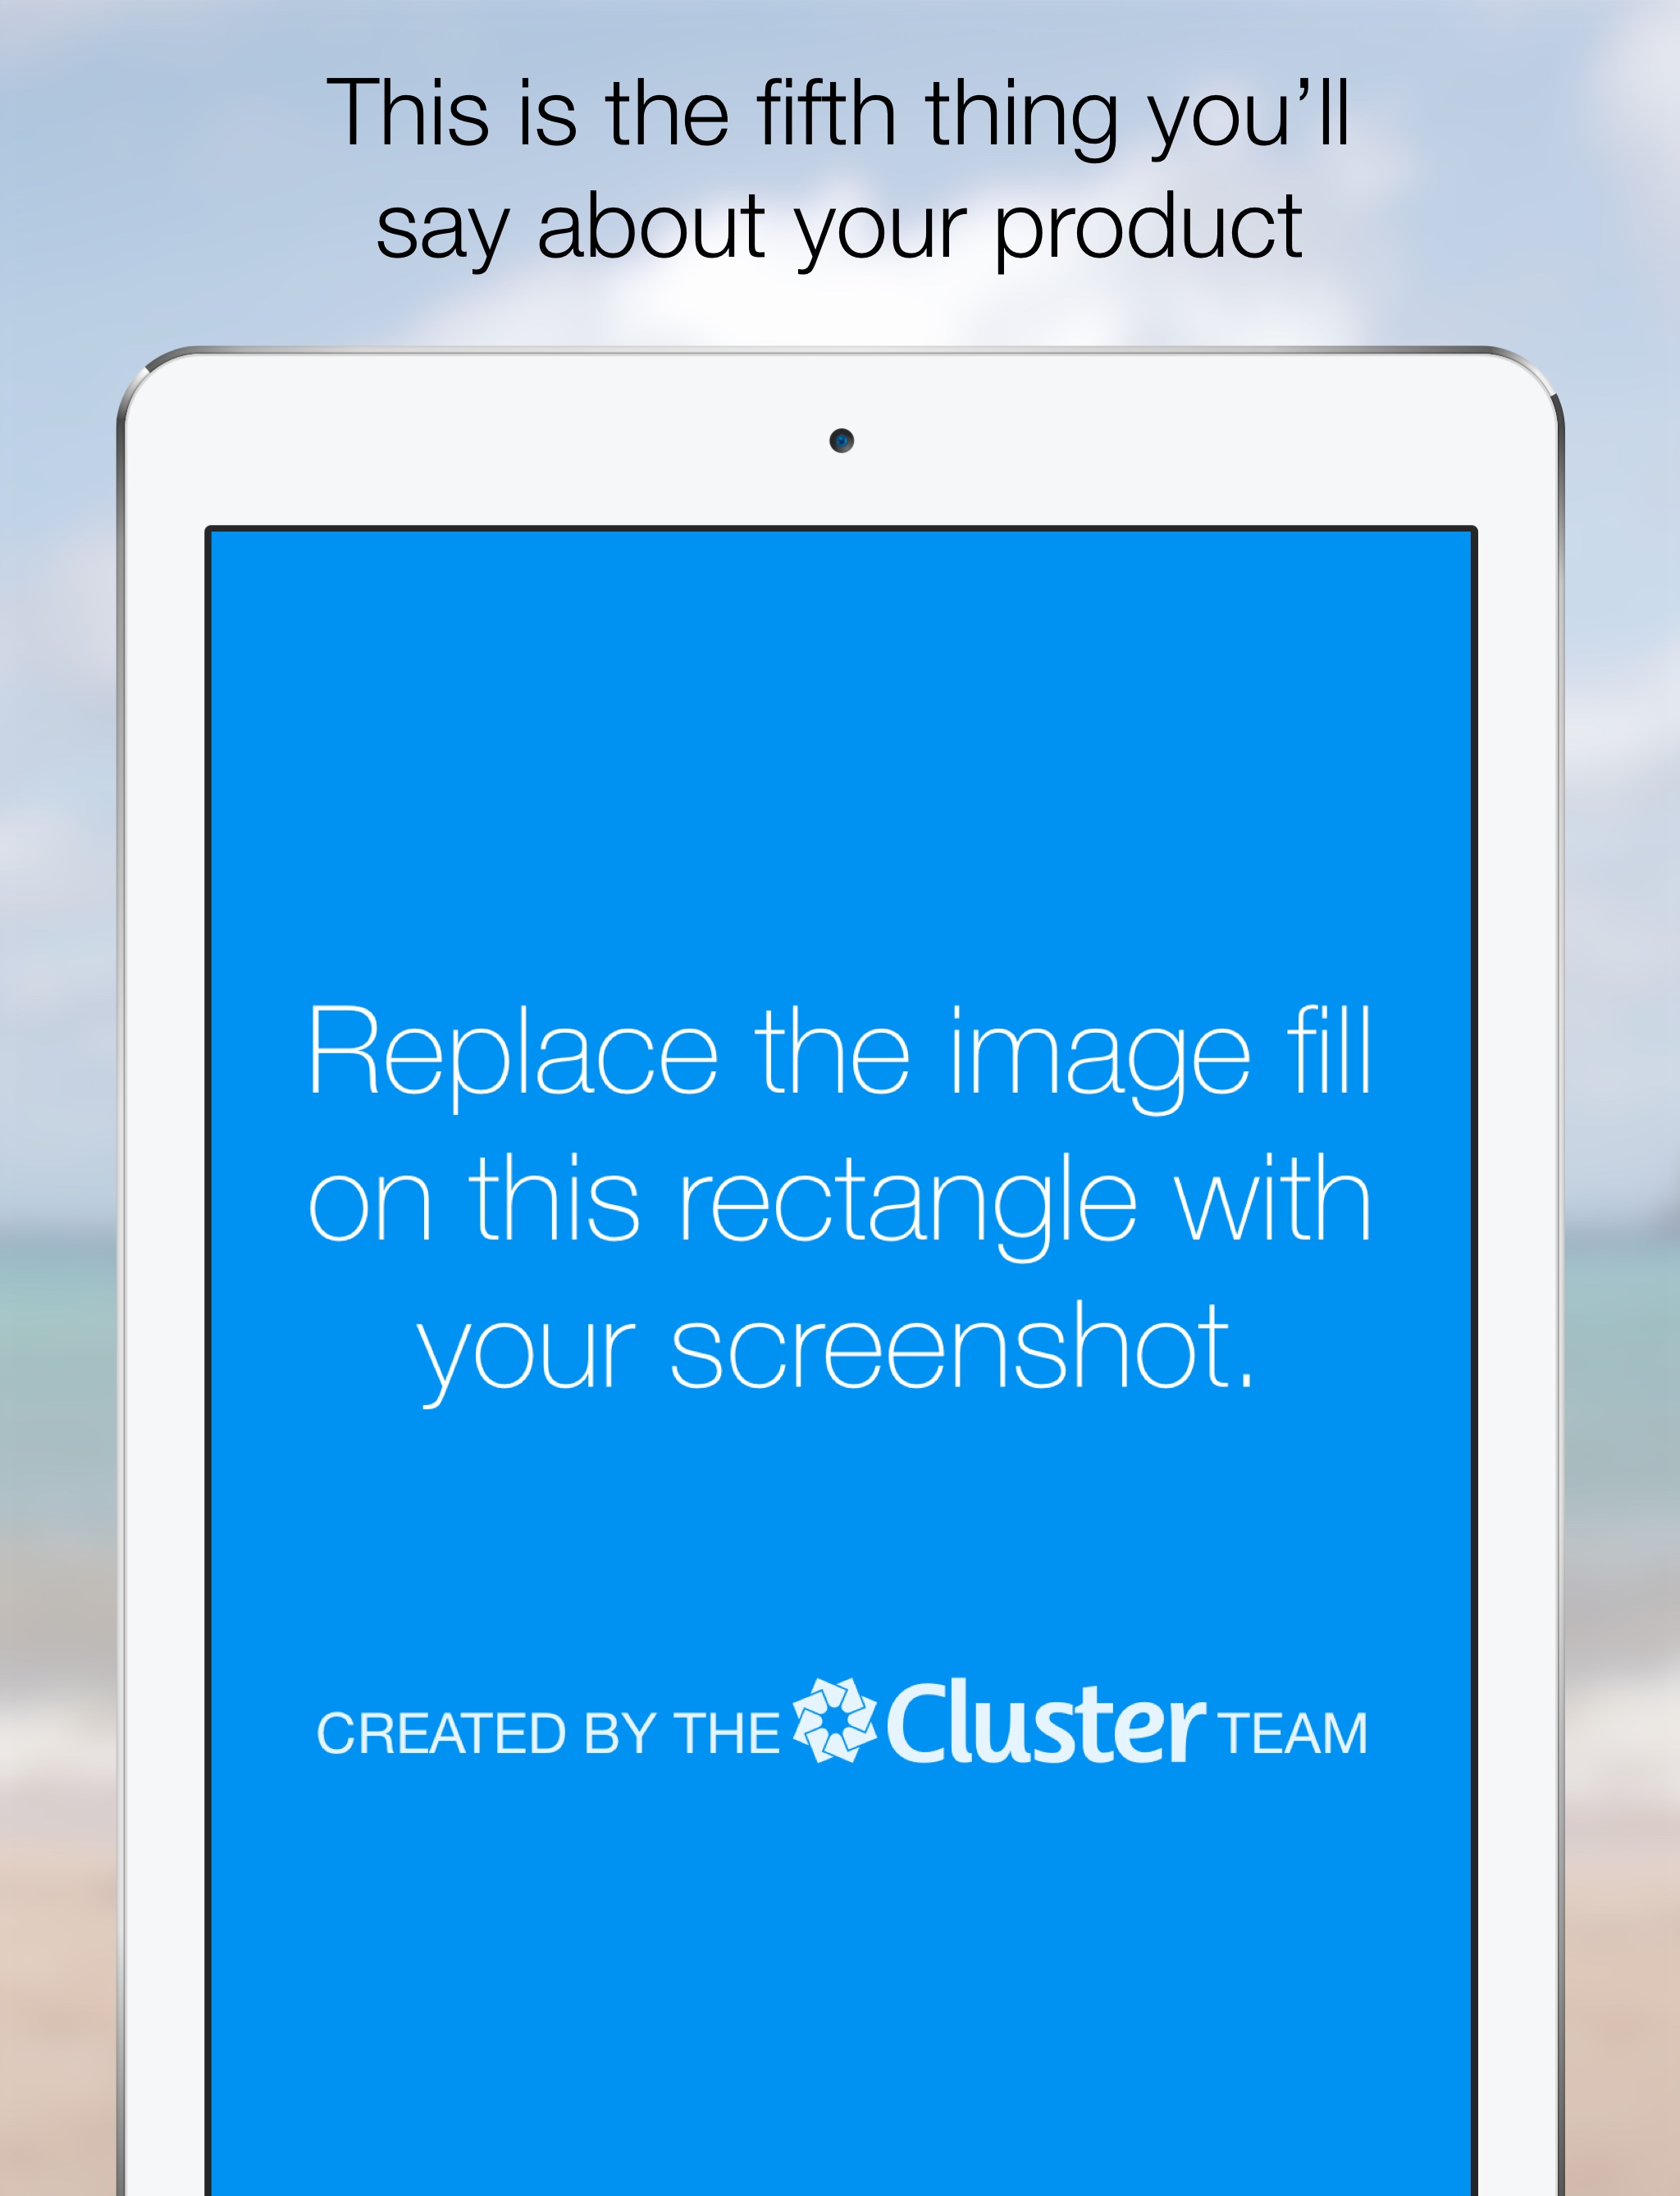 This is the fifth thing you’ll
say about your product
Replace the image fill
on this rectangle with
your screenshot.
CREATED BY THE Cluster TEAM